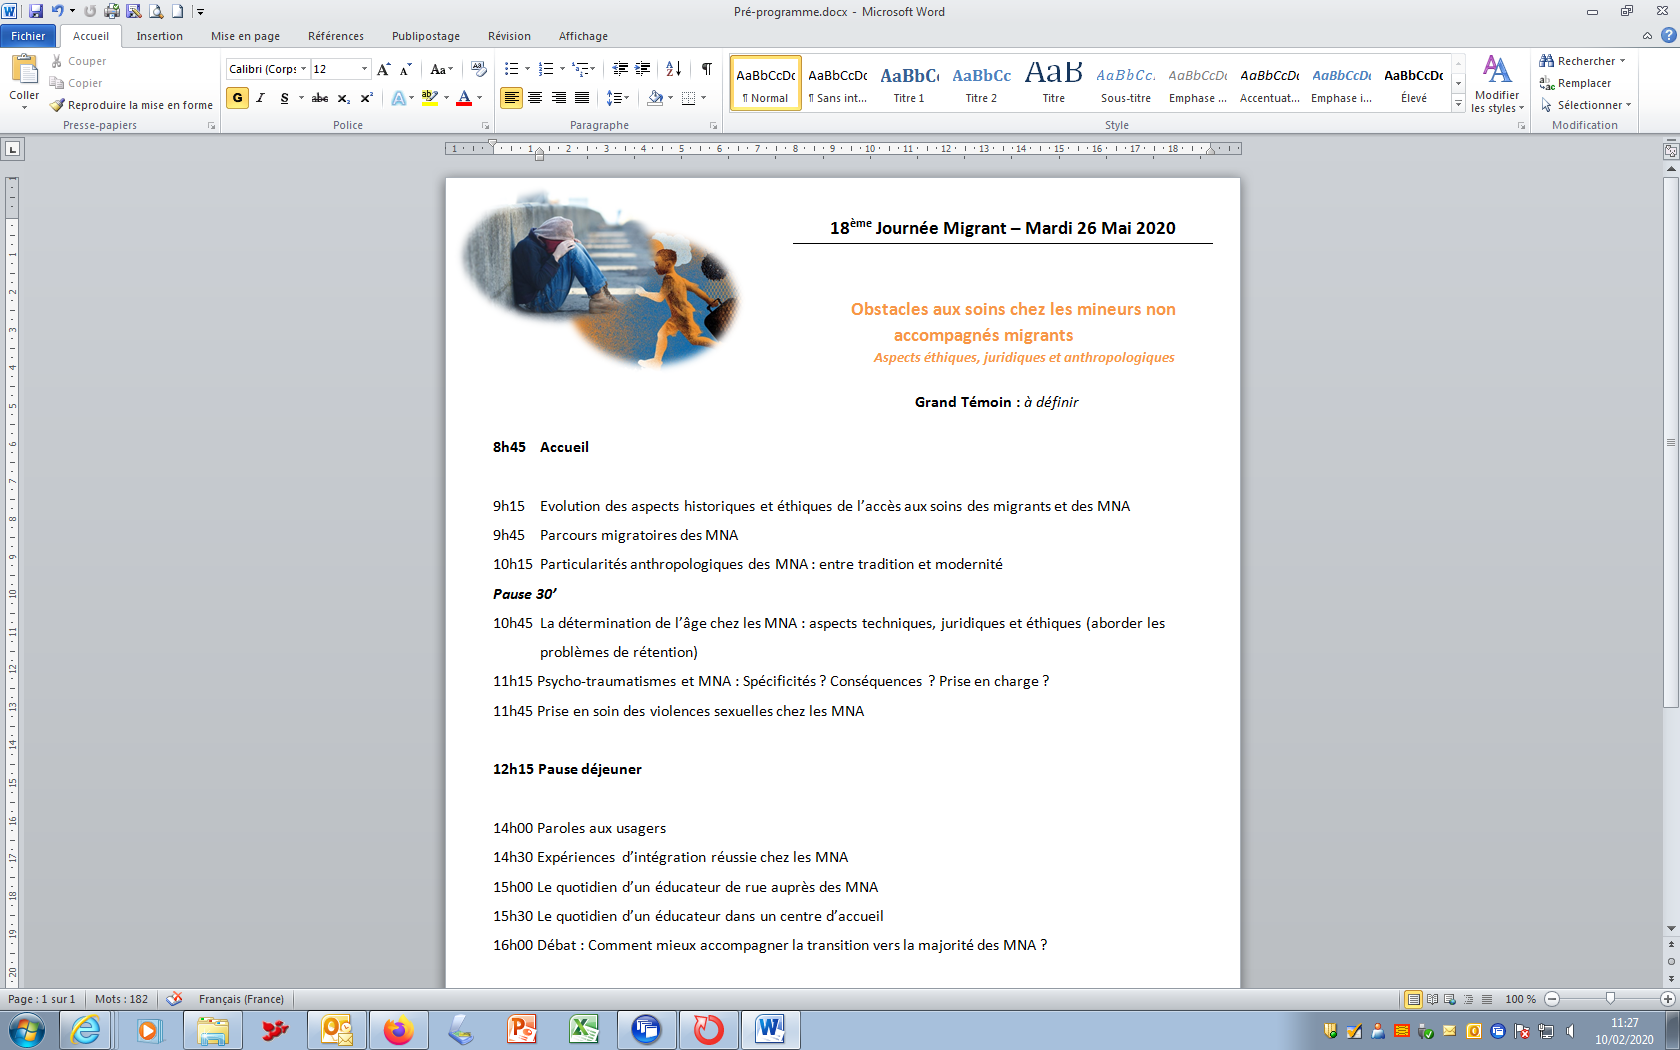 Pré-programme.docx - Microsoft Word
Fichier Accueil Insertion Mise en page Références Publipostage Révision Affichage
Coller
Couper
Copier
Reproduire la mise en forme
Presse-papiers
Calibri (Corps 12
Police
Paragraphe
AaBbCcDc AaBbCcDc AaBbCc AaBbCc AaB AaBbCc. AaBbCcDc AaBbCcDc AaBbCcDc AaBbCcDc
¶ Normal ¶ Sans int... Titre 1 Titre 2 Titre Sous-titre Emphase ... Accentuat... Emphase i... Élevé
Style
Modifier les styles
Rechercher
Remplacer
Sélectionner
Modification
18ème Journée Migrant – Mardi 26 Mai 2020
Obstacles aux soins chez les mineurs non
accompagnés migrants
Aspects éthiques, juridiques et anthropologiques
Grand Témoin : à définir
8h45 Accueil
9h15 Evolution des aspects historiques et éthiques de l’accès aux soins des migrants et des MNA
9h45 Parcours migratoires des MNA
10h15 Particularités anthropologiques des MNA : entre tradition et modernité
Pause 30’
10h45 La détermination de l’âge chez les MNA : aspects techniques, juridiques et éthiques (aborder les
problèmes de rétention)
11h15 Psycho-traumatismes et MNA : Spécificités ? Conséquences ? Prise en charge ?
11h45 Prise en soin des violences sexuelles chez les MNA
12h15 Pause déjeuner
14h00 Paroles aux usagers
14h30 Expériences d’intégration réussie chez les MNA
15h00 Le quotidien d’un éducateur de rue auprès des MNA
15h30 Le quotidien d’un éducateur dans un centre d’accueil
16h00 Débat : Comment mieux accompagner la transition vers la majorité des MNA ?
Page : 1 sur 1 Mots : 182 Français (France) 100 %
11:27
10/02/2020